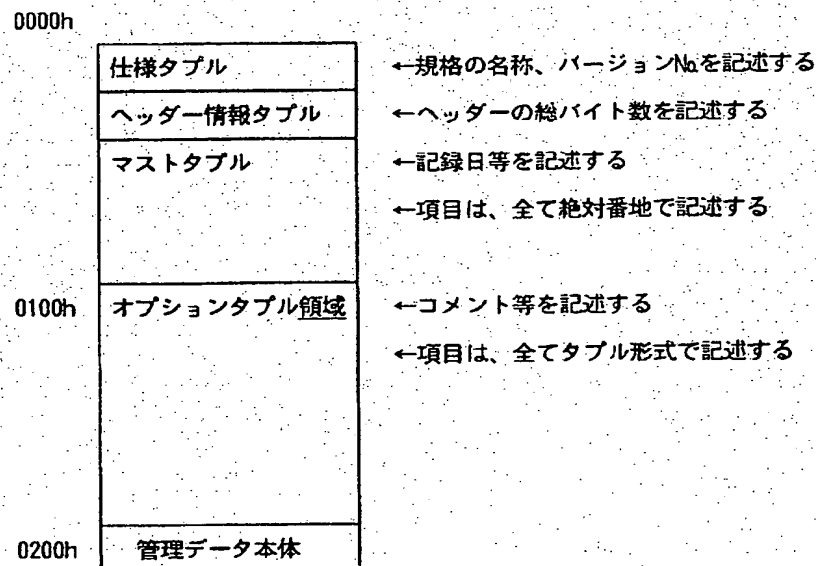 0000h
仕様タプル ←規格の名称、バージョン№を記述する
ヘッダー情報タプル ←ヘッダーの総バイト数を記述する
マストタプル ←記録日等を記述する
←項目は、全て絶対番地で記述する
0100h オプションタプル領域 ←コメント等を記述する
←項目は、全てタプル形式で記述する
0200h 管理データ本体